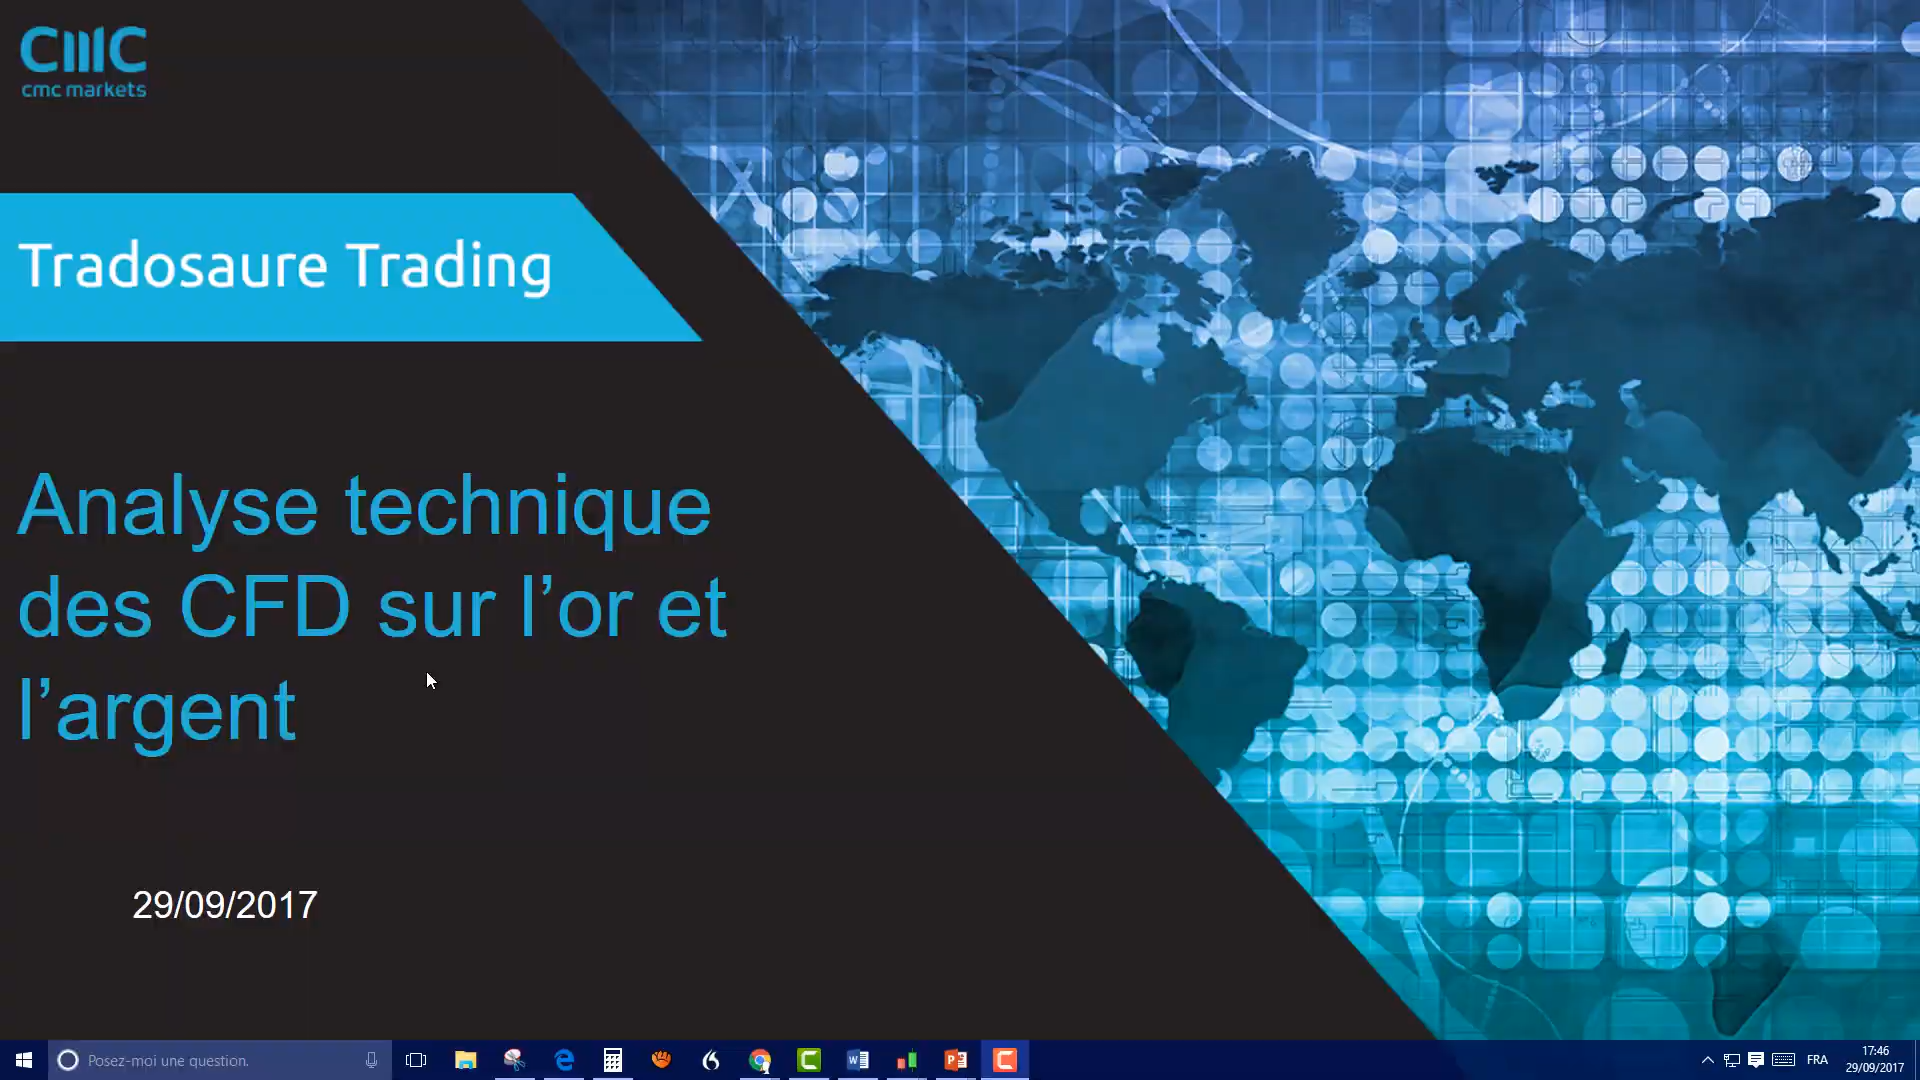 CMC
cmc markets
Tradosaure Trading
Analyse technique
des CFD sur l’or et
l’argent
29/09/2017
Posez-moi une question.
FRA
17:46
29/09/2017